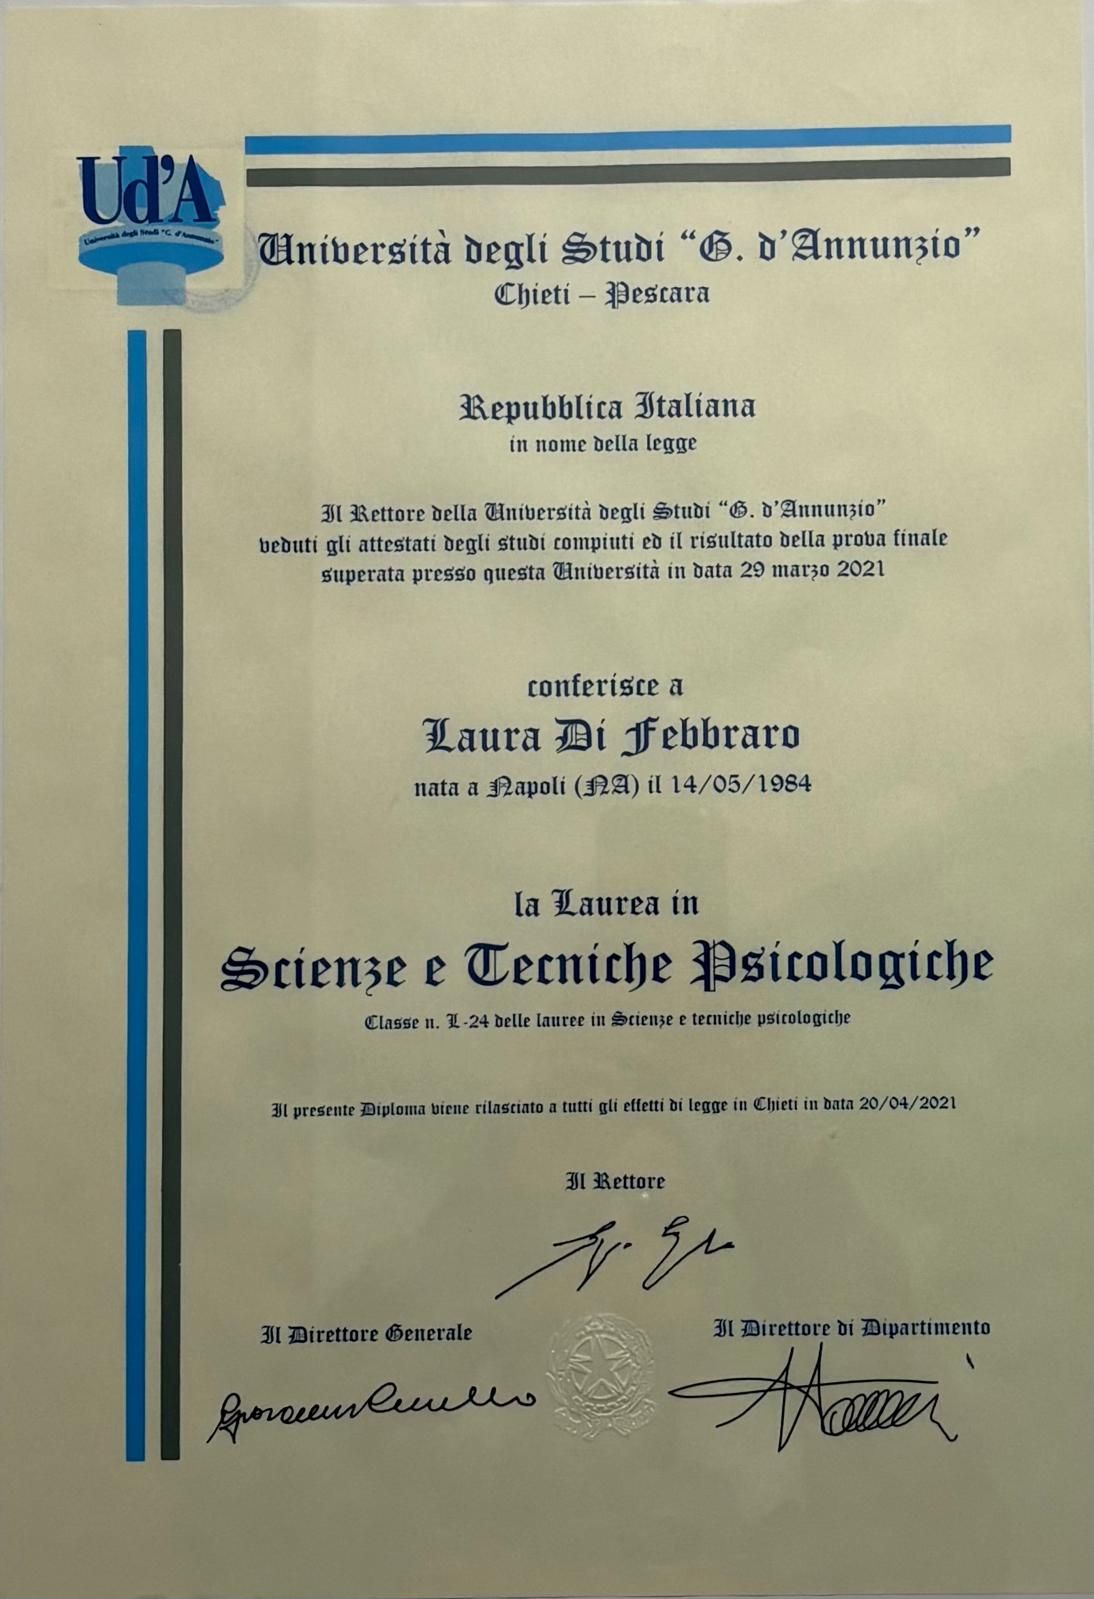 Ud'A
Università degli Studi "G. d'Annunzio"
Università degli Studi “G. d’Annunzio”
Chieti – Pescara
Repubblica Italiana
in nome della legge
Il Rettore della Università degli Studi “G. d’Annunzio”
veduti gli attestati degli studi compiuti ed il risultato della prova finale
superata presso questa Università in data 29 marzo 2021
conferisce a
Laura Di Febbraro
nata a Napoli (NA) il 14/05/1984
la Laurea in
Scienze e Tecniche Psicologiche
Classe n. L-24 delle lauree in Scienze e tecniche psicologiche
Il presente Diploma viene rilasciato a tutti gli effetti di legge in Chieti in data 20/04/2021
Il Rettore
Il Direttore Generale
Il Direttore di Dipartimento